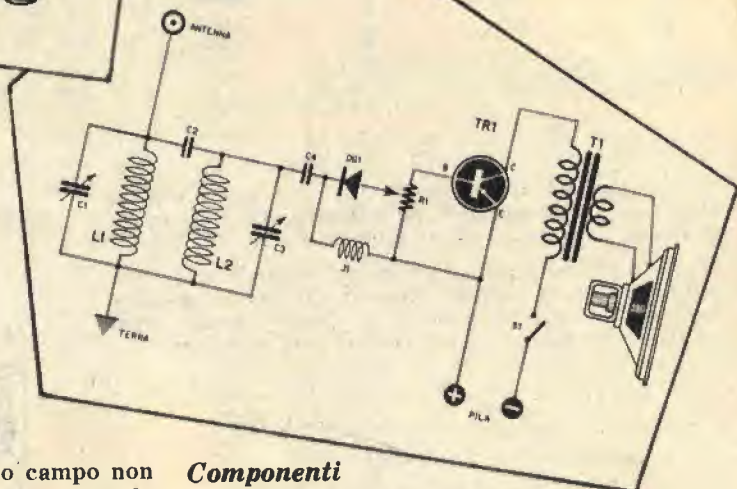 ANTENNA
C2
C4
DG1
TR1
T1
C1
L1
L2
C3
R1
B
C
E
J1
S1
TERRA
PILA
o campo non
Componenti